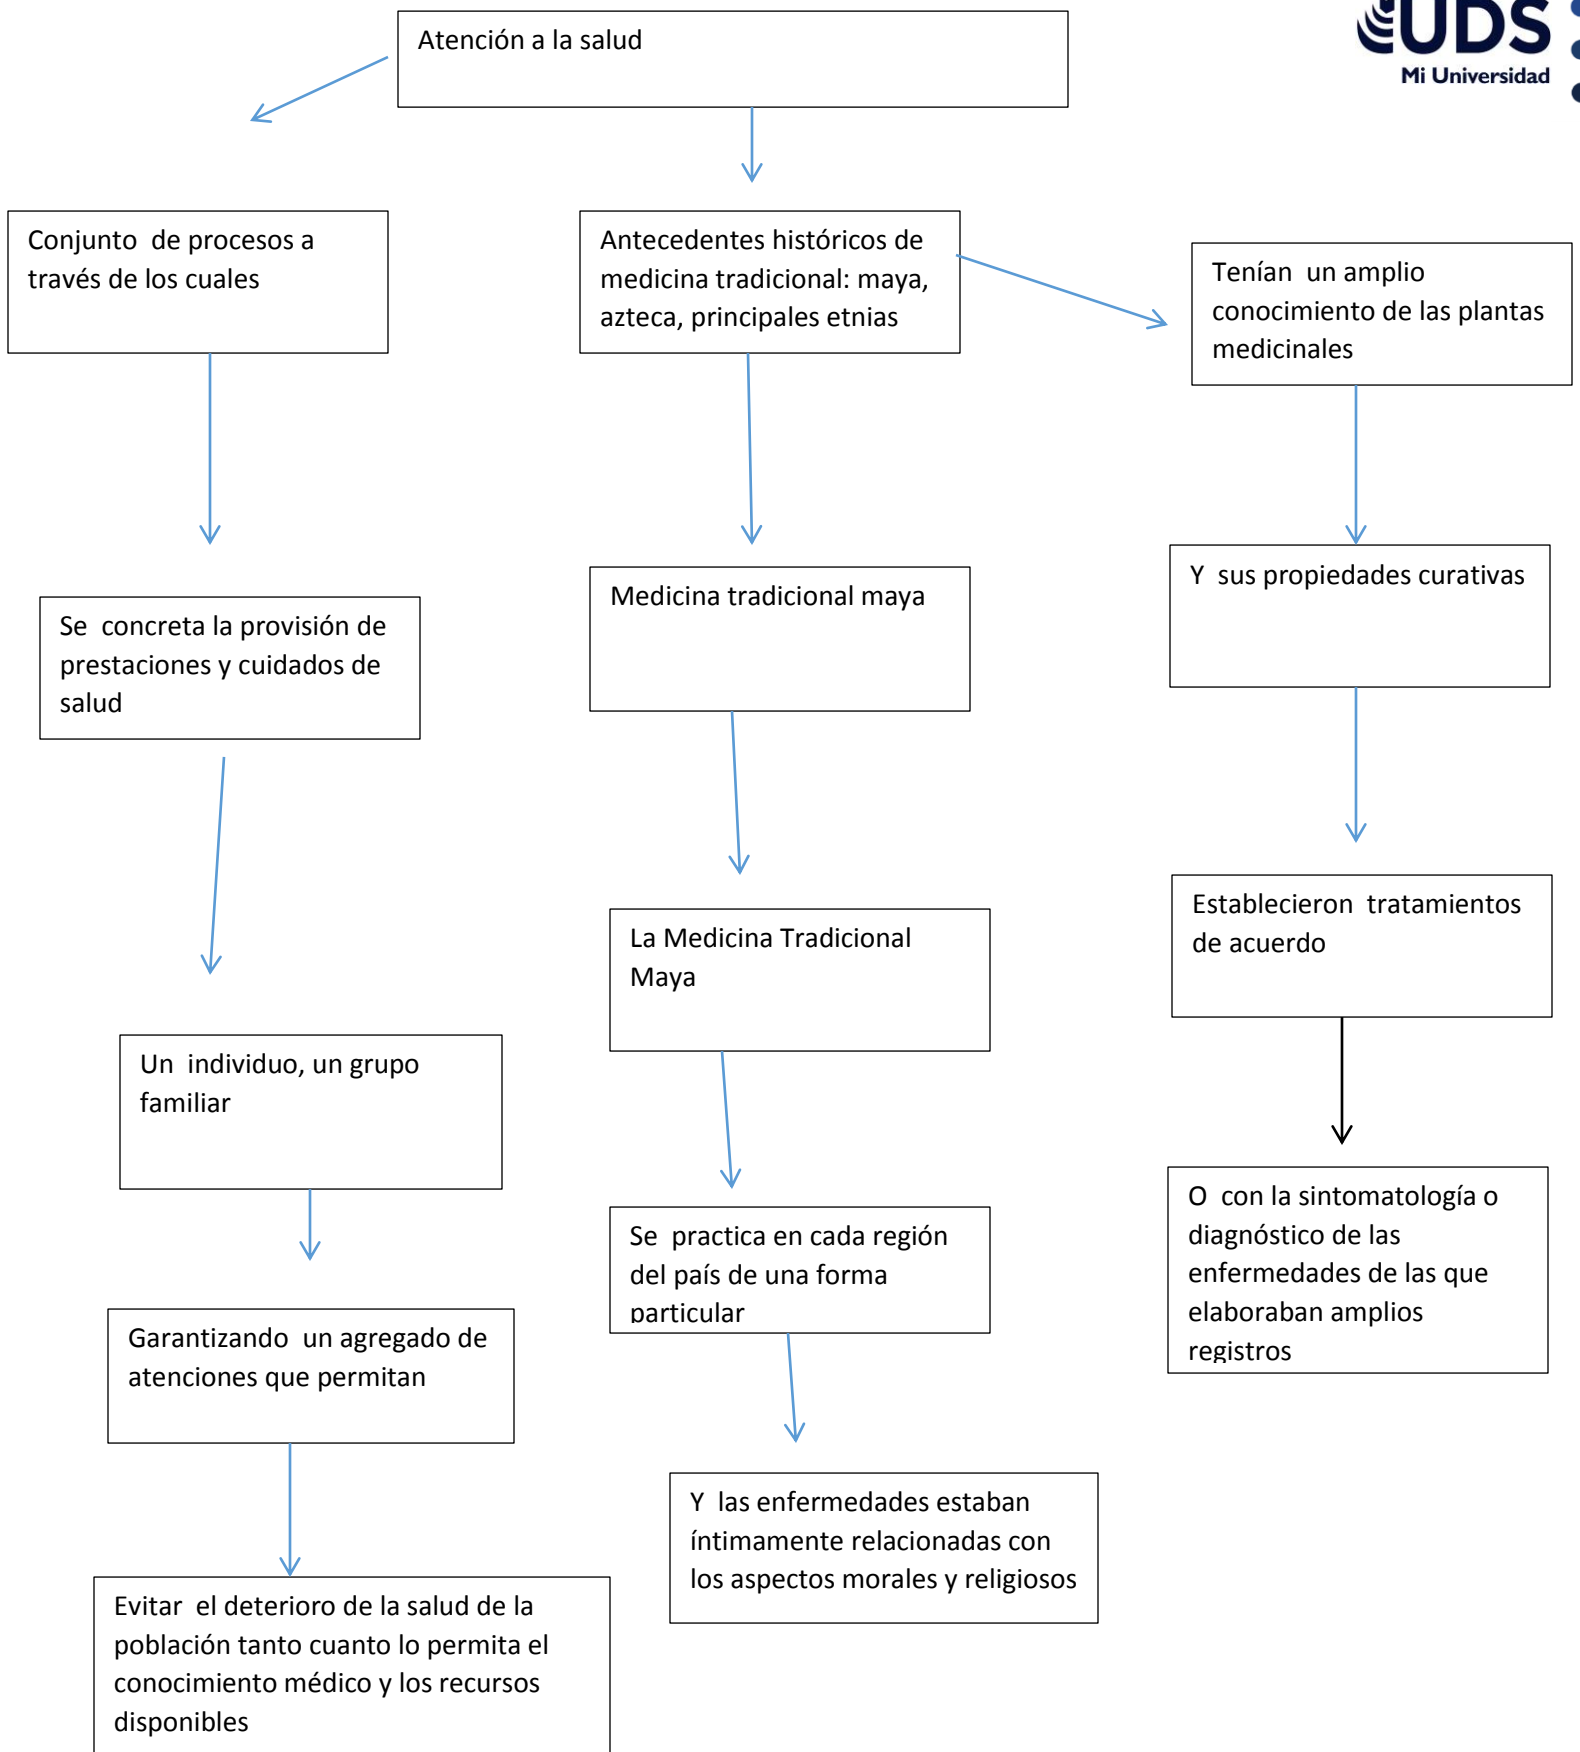 Atención a la salud
UDS
Mi Universidad
Conjunto de procesos a
través de los cuales
Antecedentes históricos de
medicina tradicional: maya,
azteca, principales etnias
Tenían un amplio
conocimiento de las plantas
medicinales
Se concreta la provisión de
prestaciones y cuidados de
salud
Medicina tradicional maya
Y sus propiedades curativas
La Medicina Tradicional
Maya
Establecieron tratamientos
de acuerdo
Un individuo, un grupo
familiar
Se practica en cada región
del país de una forma
particular
O con la sintomatología o
diagnóstico de las
enfermedades de las que
elaboraban amplios
registros
Garantizando un agregado de
atenciones que permitan
Y las enfermedades estaban
íntimamente relacionadas con
los aspectos morales y religiosos
Evitar el deterioro de la salud de la
población tanto cuanto lo permita el
conocimiento médico y los recursos
disponibles